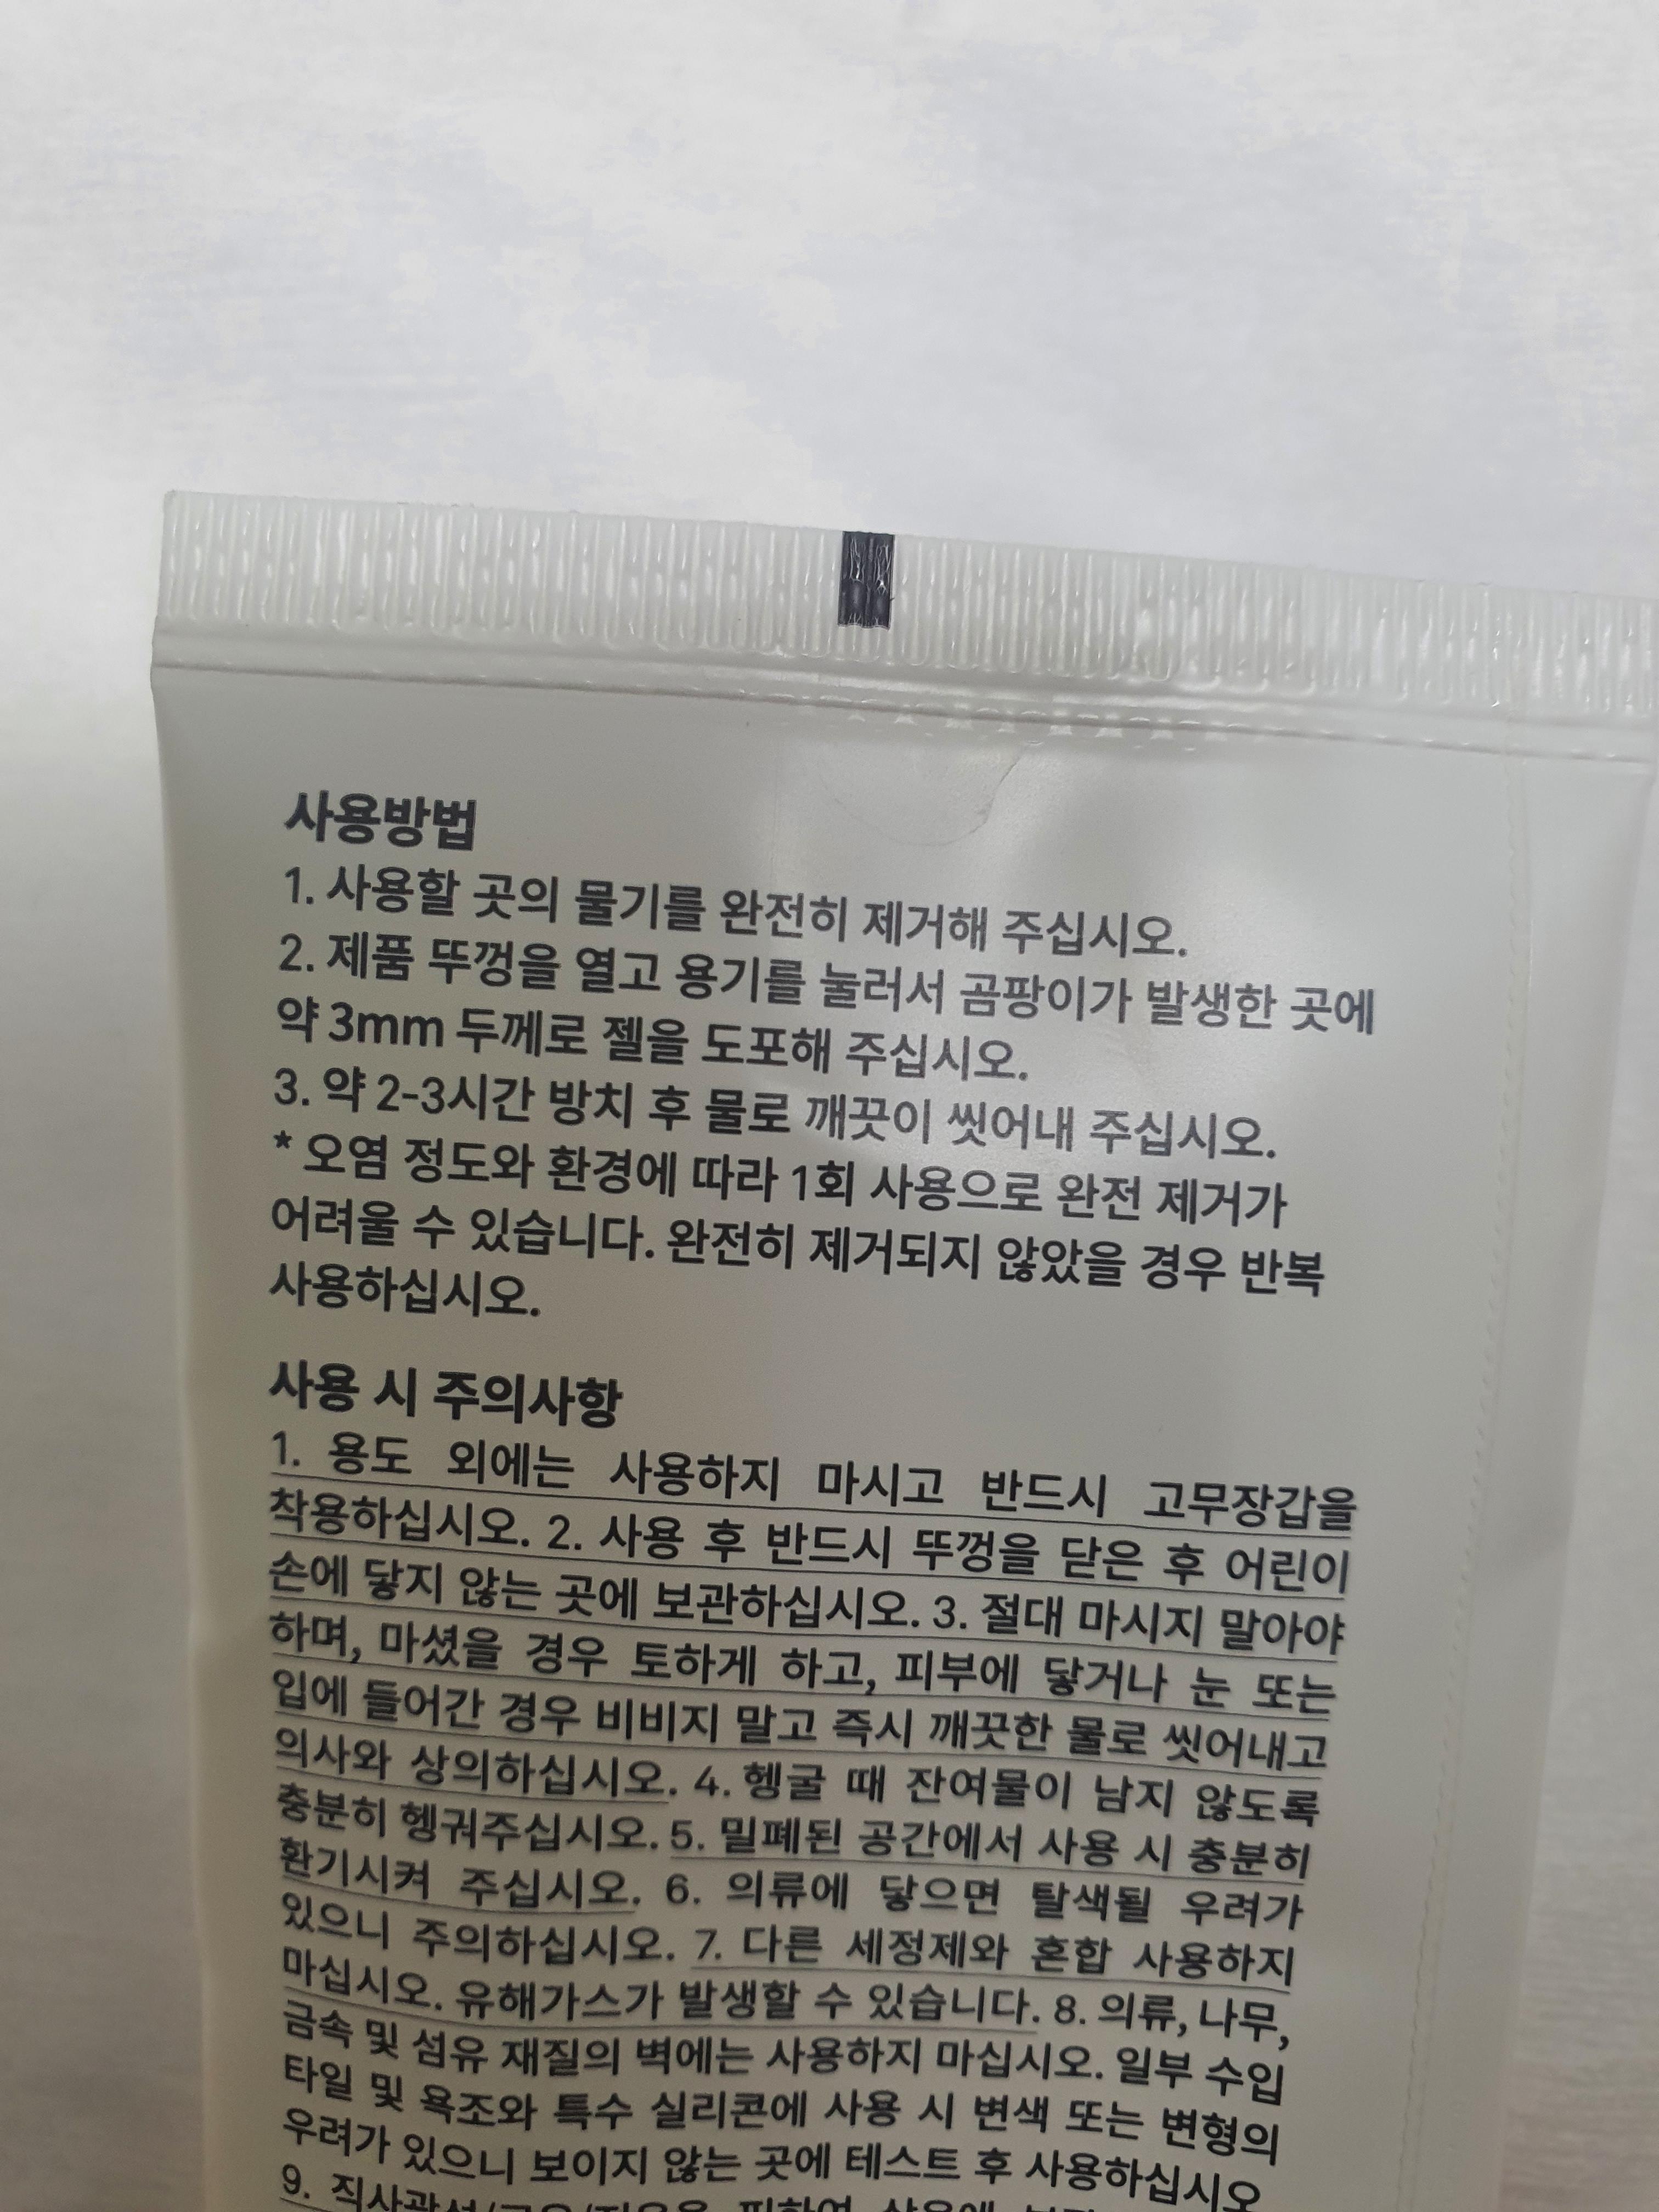 사용방법
1. 사용할 곳의 물기를 완전히 제거해 주십시오.
2. 제품 뚜껑을 열고 용기를 눌러서 곰팡이가 발생한 곳에
약 3mm 두께로 젤을 도포해 주십시오.
3. 약 2-3시간 방치 후 물로 깨끗이 씻어내 주십시오.
* 오염 정도와 환경에 따라 1회 사용으로 완전 제거가
어려울 수 있습니다. 완전히 제거되지 않았을 경우 반복
사용하십시오.
사용 시 주의사항
1. 용도 외에는 사용하지 마시고 반드시 고무장갑을
착용하십시오. 2. 사용 후 반드시 뚜껑을 닫은 후 어린이
손에 닿지 않는 곳에 보관하십시오. 3. 절대 마시지 말아야
하며, 마셨을 경우 토하게 하고, 피부에 닿거나 눈 또는
입에 들어간 경우 비비지 말고 즉시 깨끗한 물로 씻어내고
의사와 상의하십시오. 4. 헹굴 때 잔여물이 남지 않도록
충분히 헹궈주십시오. 5. 밀폐된 공간에서 사용 시 충분히
환기시켜 주십시오. 6. 의류에 닿으면 탈색될 우려가
있으니 주의하십시오. 7. 다른 세정제와 혼합 사용하지
마십시오. 유해가스가 발생할 수 있습니다. 8. 의류, 나무,
금속 및 섬유 재질의 벽에는 사용하지 마십시오. 일부 수입
타일 및 욕조와 특수 실리콘에 사용 시 변색 또는 변형의
우려가 있으니 보이지 않는 곳에 테스트 후 사용하십시오
9.